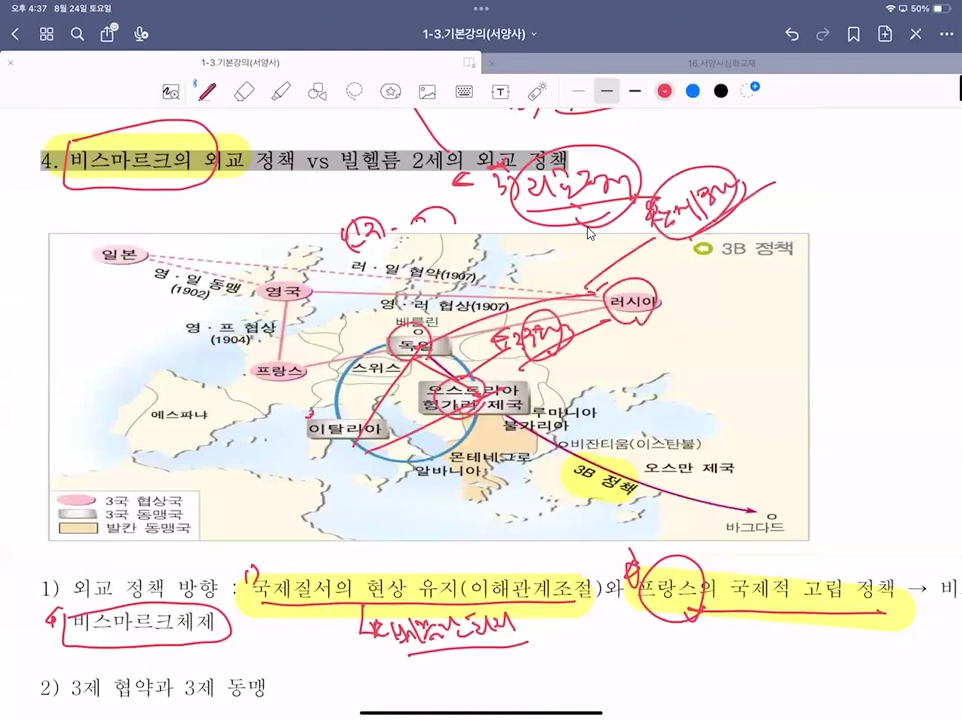 오후 4:37 8월 24일 토요일 50%
1-3.기본강의(서양사)
1-3.기본강의(서양사) 16.서양사심화교재
4. 비스마르크의 외교 정책 vs 빌헬름 2세의 외교 정책
3B 정책
일본
러·일 협약(1907)
영·일 동맹
(1902)
영국
러시아
영·러 협상(1907)
영·프 협상
(1904)
베를린
독일
프랑스
스위스
오스트리아
헝가리 제국
에스파냐
루마니아
이탈리아
불가리아
비잔티움(이스탄불)
몬테네그로
오스만 제국
알바니아
3B 정책
3국 협상국
3국 동맹국
발칸 동맹국
바그다드
1) 외교 정책 방향 : 국제질서의 현상 유지(이해관계조절)와 프랑스의 국제적 고립 정책 → 비
비스마르크체제
2) 3제 협약과 3제 동맹